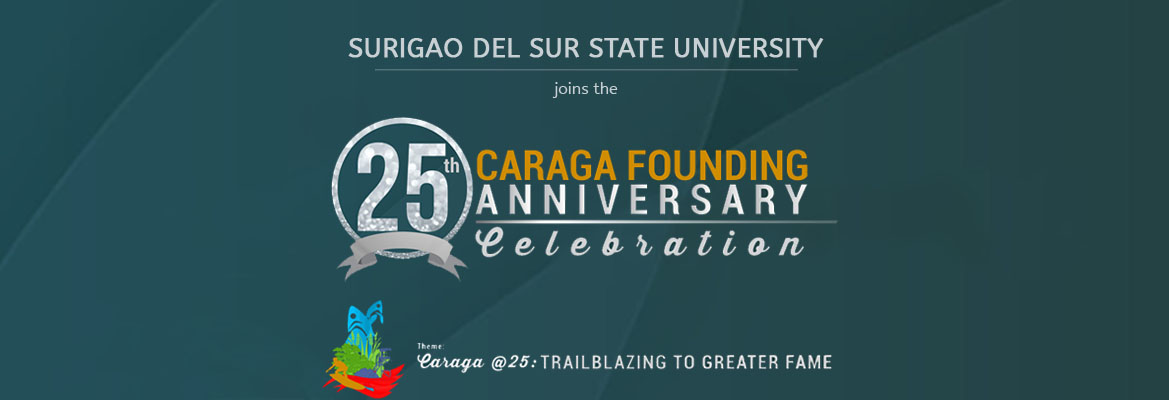 SURIGAO DEL SUR STATE UNIVERSITY
joins the
25th
CARAGA FOUNDING
ANNIVERSARY
Celebration
Theme:
Caraga @25: TRAILBLAZING TO GREATER FAME